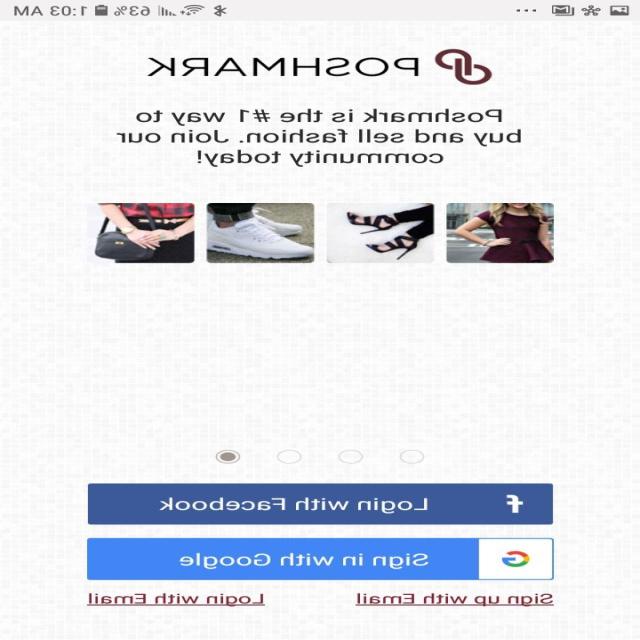 63% 1:03 AM
POSHMARK
Poshmark is the #1 way to
buy and sell fashion. Join our
community today!
f Login with Facebook
G Sign in with Google
Sign up with Email Login with Email